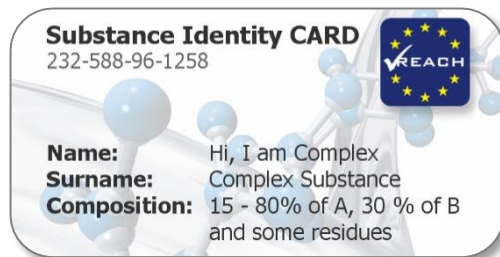 Substance Identity CARD
232-588-96-1258
REACH
Name: Hi, I am Complex
Surname: Complex Substance
Composition: 15 - 80% of A, 30 % of B
and some residues